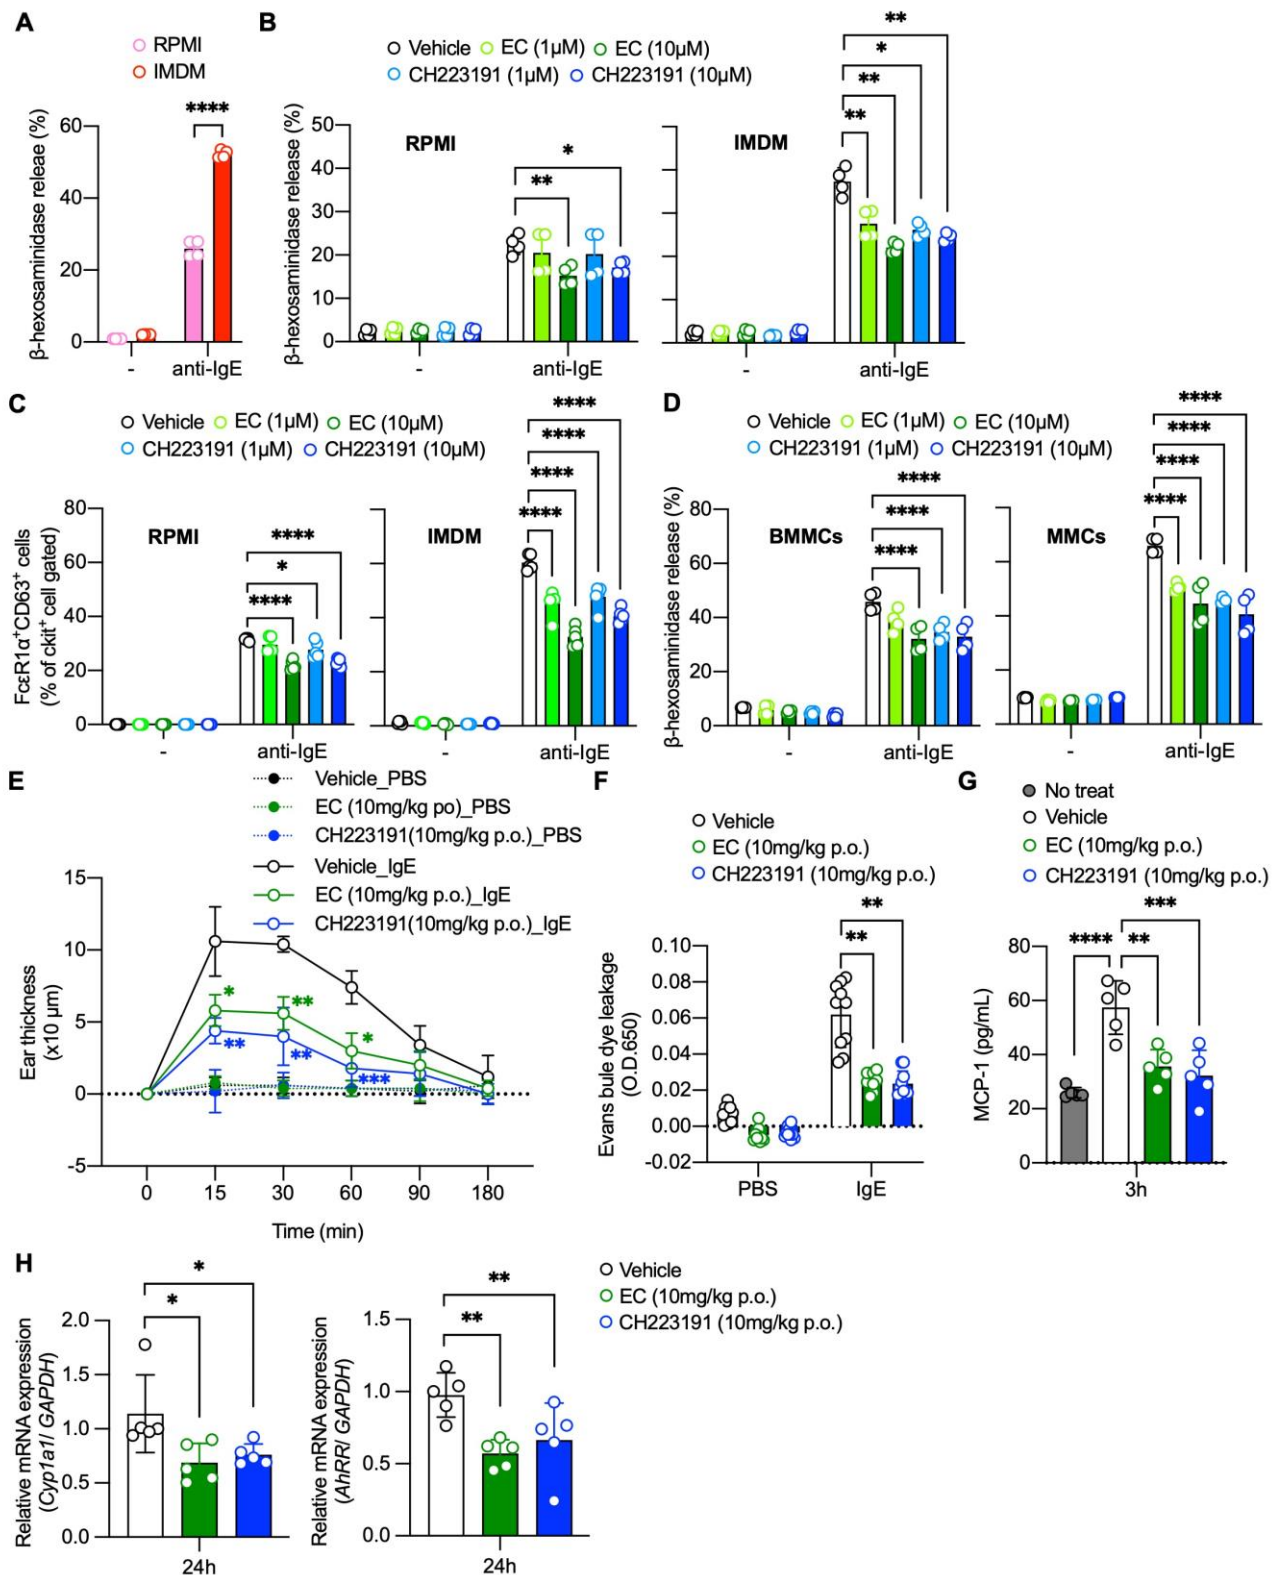 A
RPMI
IMDM
β-hexosaminidase releae (%)
60
40
20
0
****
-
anti-IgE
B
Vehicle EC (1µM) EC (10µM)
CH223191 (1µM) CH223191 (10µM)
β-hexosaminidase release (%)
50
40
30
20
10
0
RPMI
**
*
-
anti-IgE
IMDM
**
*
**
**
-
anti-IgE
C
Vehicle EC (1µM) EC (10µM)
CH223191 (1µM) CH223191 (10µM)
FcεR1α⁺CD63⁺ cells
(% of ckit⁺ cell gated)
80
60
40
20
0
RPMI
****
*
****
-
anti-IgE
IMDM
****
****
****
****
-
anti-IgE
D
Vehicle EC (1µM) EC (10µM)
CH223191 (1µM) CH223191 (10µM)
β-hexosaminidase release (%)
80
60
40
20
0
BMMCs
****
****
****
-
anti-IgE
MMCs
****
****
****
****
-
anti-IgE
E
Vehicle_PBS
EC (10mg/kg po)_PBS
CH223191(10mg/kg p.o.)_PBS
Vehicle_IgE
EC (10mg/kg p.o.)_IgE
CH223191(10mg/kg p.o.)_IgE
Ear thickness
(x10 µm)
15
10
5
0
-5
*
**
*
**
**
***
0 15 30 60 90 180
Time (min)
F
Vehicle
EC (10mg/kg p.o.)
CH223191 (10mg/kg p.o.)
Evans bule dye leakage
(O.D.650)
0.10
0.08
0.06
0.04
0.02
0.00
-0.02
**
**
PBS
IgE
G
No treat
Vehicle
EC (10mg/kg p.o.)
CH223191 (10mg/kg p.o.)
MCP-1 (pg/mL)
80
60
40
20
0
***
**** **
3h
H
Relative mRNA expression
(Cyp1a1/ GAPDH)
2.0
1.5
1.0
0.5
0.0
*
*
24h
Relative mRNA expression
(AhRR/ GAPDH)
1.5
1.0
0.5
0.0
**
**
24h
Vehicle
EC (10mg/kg p.o.)
CH223191 (10mg/kg p.o.)